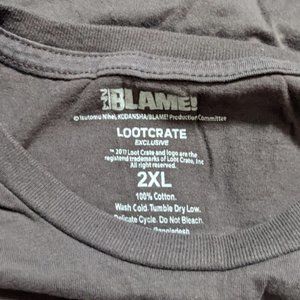 BLAME!
© Tsutomu Nihei, KODANSHA/BLAME! Production Committee
LOOTCRATE
EXCLUSIVE
™ 2017 Loot Crate and logo are the
registered trademarks of Loot Crate, Inc
All right reserved.
2XL
100% Cotton.
Wash Cold. Tumble Dry Low.
Delicate Cycle. Do Not Bleach.
Bangladesh